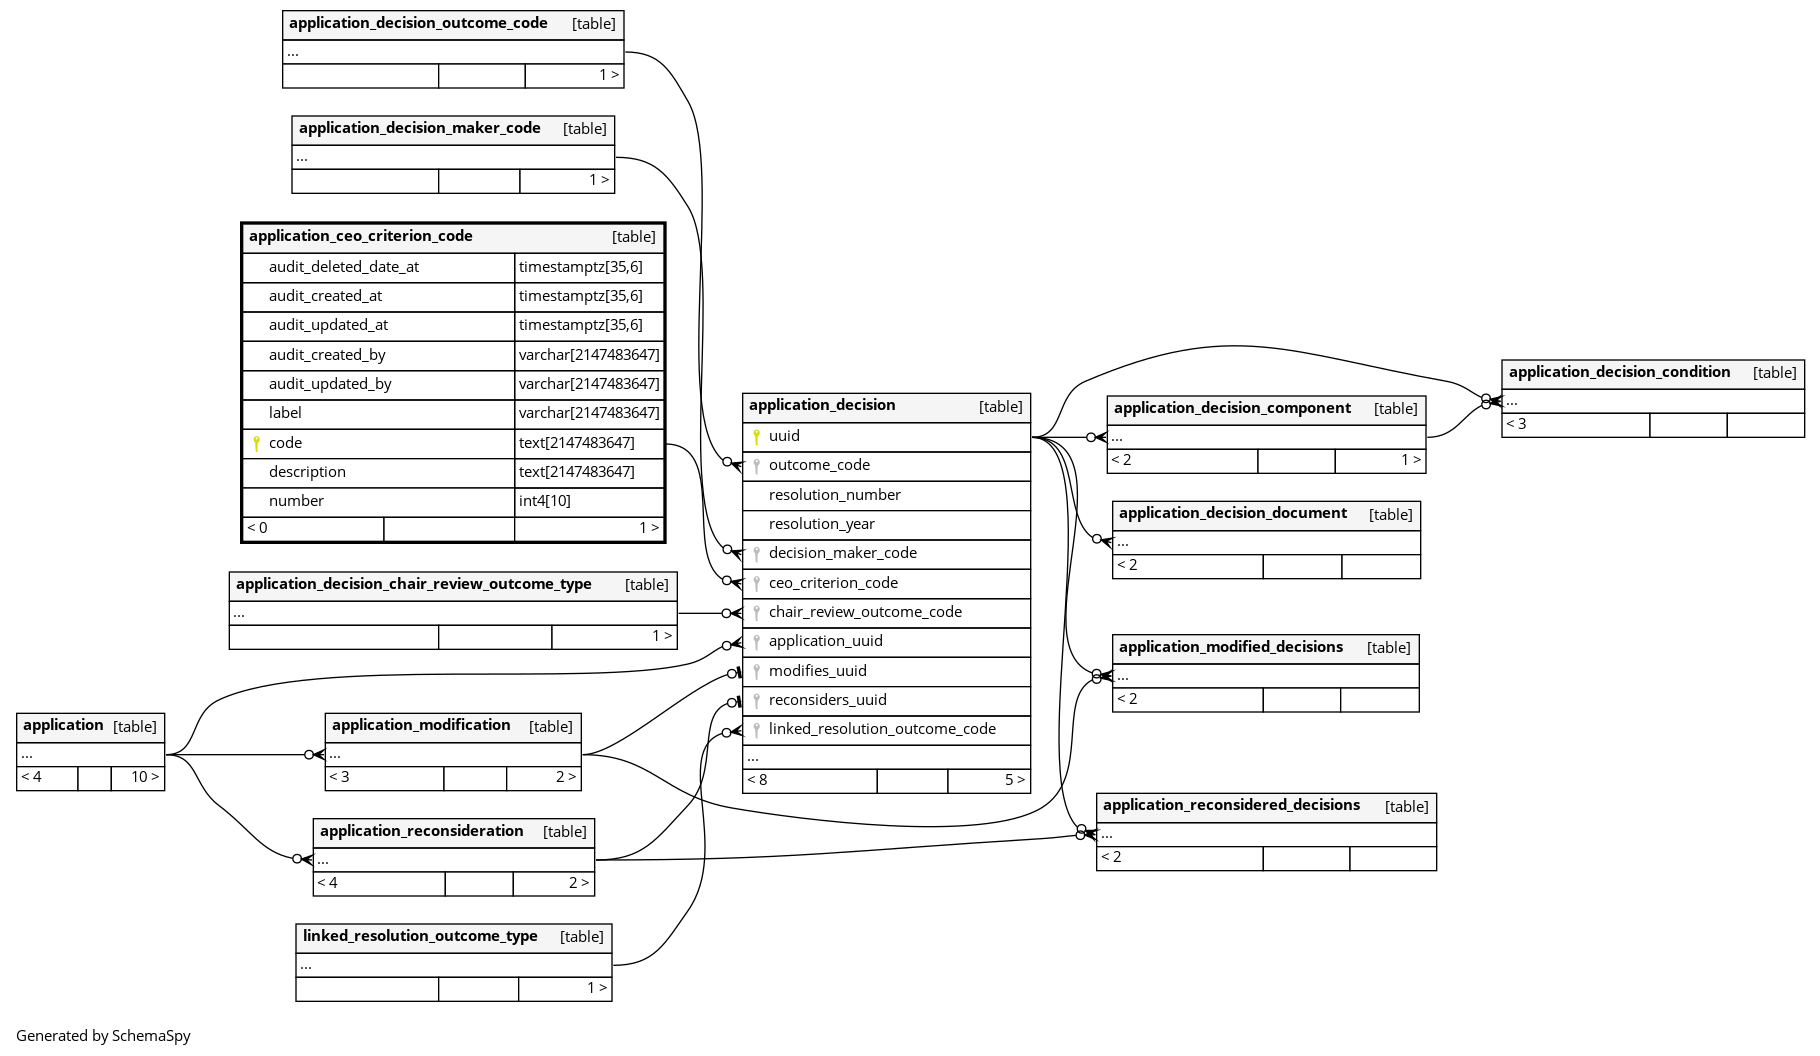 application_decision_outcome_code [table]
...
1 >
application_decision_maker_code [table]
...
1 >
application_ceo_criterion_code [table]
audit_deleted_date_at timestamptz[35,6]
audit_created_at timestamptz[35,6]
audit_updated_at timestamptz[35,6]
audit_created_by varchar[2147483647]
audit_updated_by varchar[2147483647]
label varchar[2147483647]
code text[2147483647]
description text[2147483647]
number int4[10]
< 0 1 >
application_decision_chair_review_outcome_type [table]
...
1 >
application [table]
...
< 4 10 >
application_modification [table]
...
< 3 2 >
application_reconsideration [table]
...
< 4 2 >
linked_resolution_outcome_type [table]
...
1 >
application_decision [table]
uuid
outcome_code
resolution_number
resolution_year
decision_maker_code
ceo_criterion_code
chair_review_outcome_code
application_uuid
modifies_uuid
reconsiders_uuid
linked_resolution_outcome_code
...
< 8 5 >
application_decision_component [table]
...
< 2 1 >
application_decision_document [table]
...
< 2
application_modified_decisions [table]
...
< 2
application_reconsidered_decisions [table]
...
< 2
application_decision_condition [table]
...
< 3
Generated by SchemaSpy